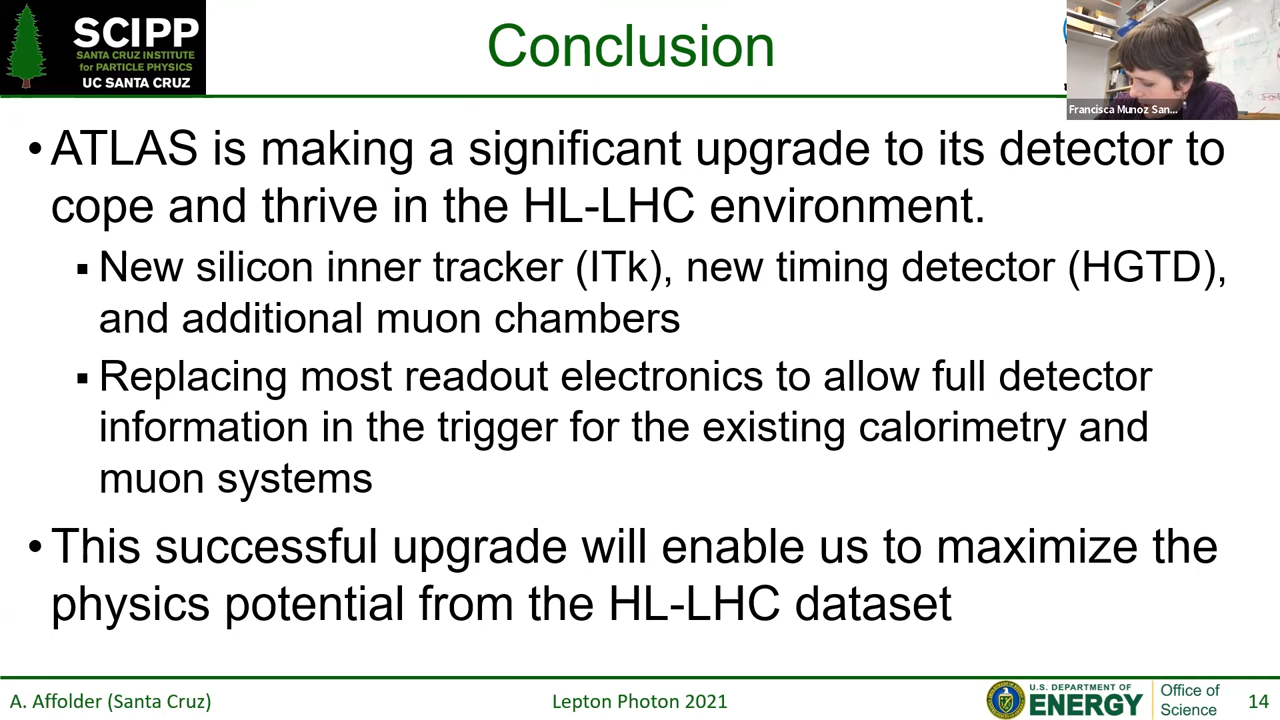 SCIPP
SANTA CRUZ INSTITUTE
for PARTICLE PHYSICS
UC SANTA CRUZ
Conclusion
Francisca Munoz San...
• ATLAS is making a significant upgrade to its detector to
cope and thrive in the HL-LHC environment.
▪ New silicon inner tracker (ITk), new timing detector (HGTD),
and additional muon chambers
▪ Replacing most readout electronics to allow full detector
information in the trigger for the existing calorimetry and
muon systems
• This successful upgrade will enable us to maximize the
physics potential from the HL-LHC dataset
A. Affolder (Santa Cruz)
Lepton Photon 2021
U.S. DEPARTMENT OF
ENERGY
Office of
Science
14